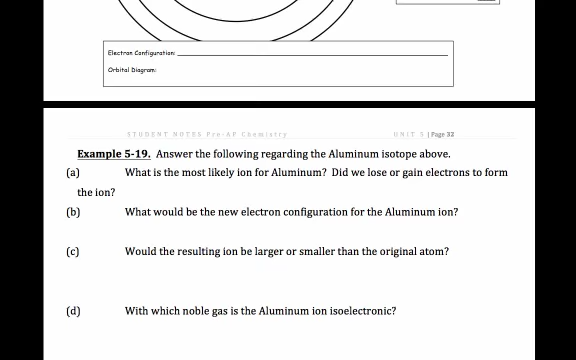 Electron Configuration:
Orbital Diagram:
STUDENT NOTES Pre-AP Chemistry UNIT 5 | Page 32
Example 5-19. Answer the following regarding the Aluminum isotope above.
(a) What is the most likely ion for Aluminum? Did we lose or gain electrons to form
the ion?
(b) What would be the new electron configuration for the Aluminum ion?
(c) Would the resulting ion be larger or smaller than the original atom?
(d) With which noble gas is the Aluminum ion isoelectronic?